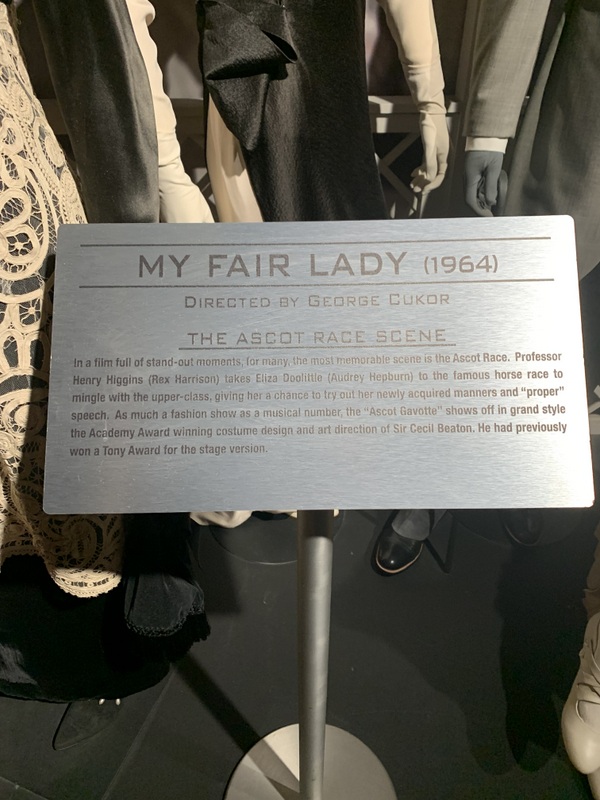 MY FAIR LADY (1964)
DIRECTED BY GEORGE CUKOR
THE ASCOT RACE SCENE
In a film full of stand-out moments, for many, the most memorable scene is the Ascot Race. Professor
Henry Higgins (Rex Harrison) takes Eliza Doolittle (Audrey Hepburn) to the famous horse race to
mingle with the upper-class, giving her a chance to try out her newly acquired manners and “proper”
speech. As much a fashion show as a musical number, the “Ascot Gavotte” shows off in grand style
the Academy Award winning costume design and art direction of Sir Cecil Beaton. He had previously
won a Tony Award for the stage version.